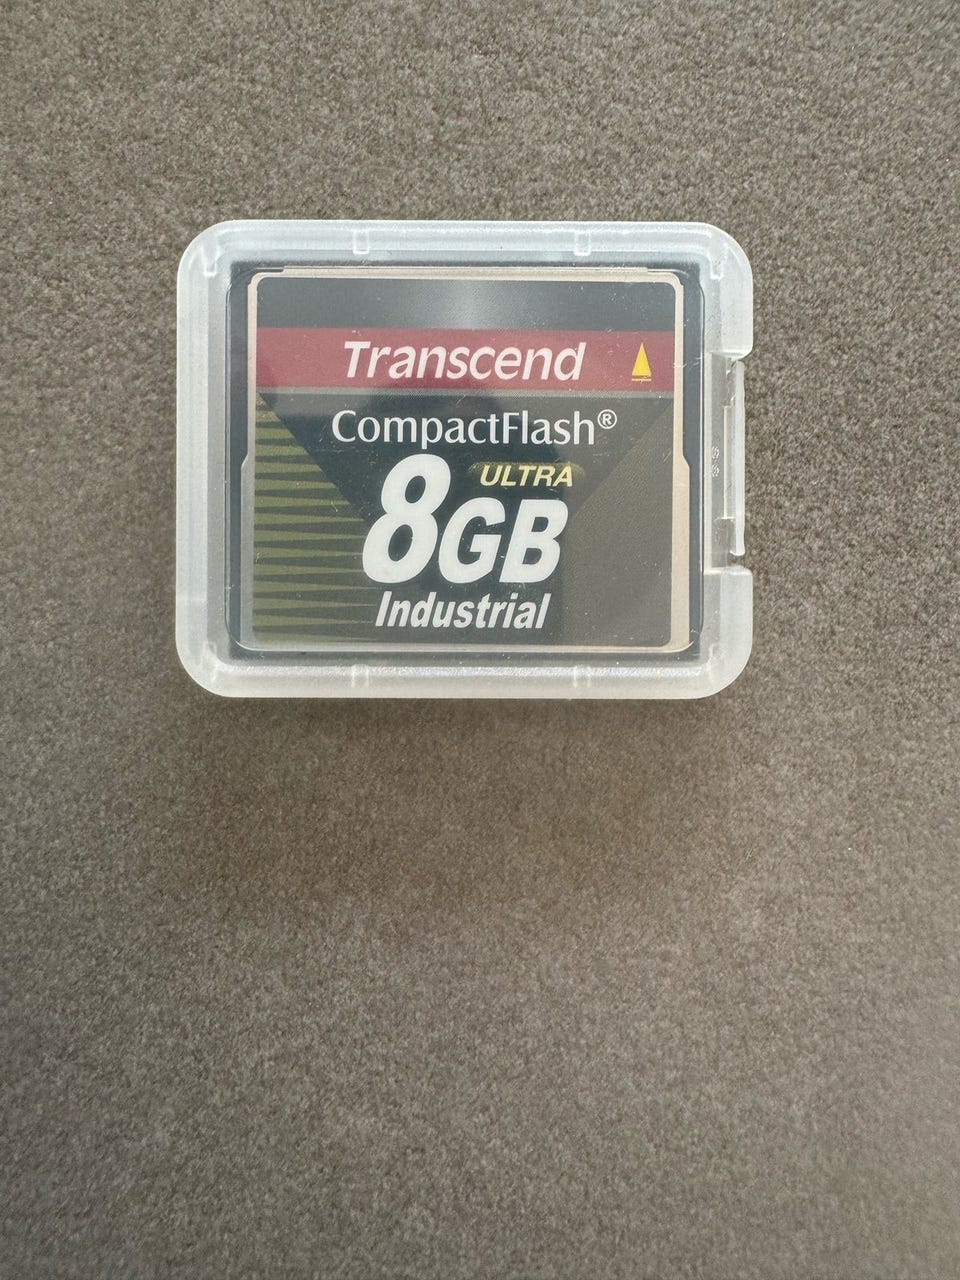 Transcend
CompactFlash®
ULTRA
8GB
Industrial